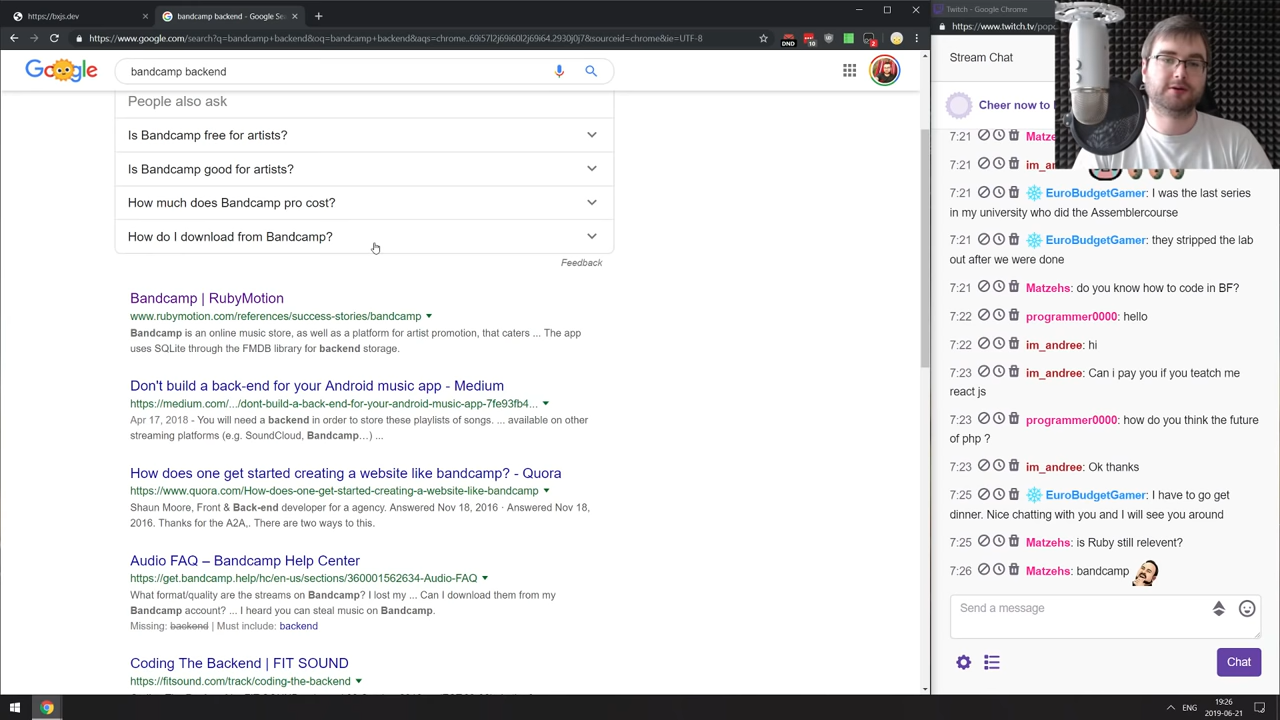 https://bxjs.dev
bandcamp backend - Google Se
Twitch - Google Chrome
https://www.google.com/search?q=bandcamp+backend&oq=bandcamp+backend&aqs=chrome..69i57j69i60l2j69i64.2930j0j7&sourceid=chrome&ie=UTF-8
DND
10
2
https://www.twitch.tv/pop
Google
bandcamp backend
Stream Chat
Cheer now to
People also ask
Is Bandcamp free for artists?
Is Bandcamp good for artists?
How much does Bandcamp pro cost?
How do I download from Bandcamp?
Feedback
Bandcamp | RubyMotion
www.rubymotion.com/references/success-stories/bandcamp
Bandcamp is an online music store, as well as a platform for artist promotion, that caters ... The app
uses SQLite through the FMDB library for backend storage.
Don't build a back-end for your Android music app - Medium
https://medium.com/.../dont-build-a-back-end-for-your-android-music-app-7fe93fb4...
Apr 17, 2018 - You will need a backend in order to store these playlists of songs. ... available on other
streaming platforms (e.g. SoundCloud, Bandcamp…) ...
How does one get started creating a website like bandcamp? - Quora
https://www.quora.com/How-does-one-get-started-creating-a-website-like-bandcamp
Shaun Moore, Front & Back-end developer for a agency. Answered Nov 18, 2016 · Answered Nov 18,
2016. Thanks for the A2A,. There are two ways to this.
Audio FAQ – Bandcamp Help Center
https://get.bandcamp.help/hc/en-us/sections/360001562634-Audio-FAQ
What format/quality are the streams on Bandcamp? I lost my ... Can I download them from my
Bandcamp account? ... I heard you can steal music on Bandcamp.
Missing: backend | Must include: backend
Coding The Backend | FIT SOUND
https://fitsound.com/track/coding-the-backend
7:21 Matze
7:21 im_ar
7:21 EuroBudgetGamer: I was the last series
in my university who did the Assemblercourse
7:21 EuroBudgetGamer: they stripped the lab
out after we were done
7:21 Matzehs: do you know how to code in BF?
7:22 programmer0000: hello
7:22 im_andree: hi
7:23 im_andree: Can i pay you if you teatch me
react js
7:23 programmer0000: how do you think the future
of php ?
7:23 im_andree: Ok thanks
7:25 EuroBudgetGamer: I have to go get
dinner. Nice chatting with you and I will see you around
7:25 Matzehs: is Ruby still relevent?
7:26 Matzehs: bandcamp
Send a message
Chat
ENG
19:26
2019-06-21